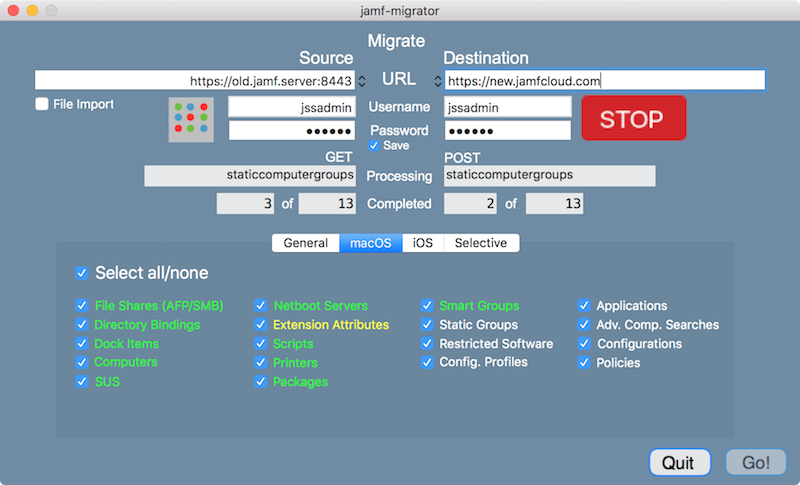 jamf-migrator
Migrate
Source
Destination
https://old.jamf.server:8443
URL
https://new.jamfcloud.com
File Import
jssadmin
Username
jssadmin
STOP
••••••
Password
••••••
Save
GET
POST
staticcomputergroups
Processing
staticcomputergroups
3 of 13
Completed
2 of 13
General
macOS
iOS
Selective
Select all/none
File Shares (AFP/SMB)
Netboot Servers
Smart Groups
Applications
Directory Bindings
Extension Attributes
Static Groups
Adv. Comp. Searches
Dock Items
Scripts
Restricted Software
Configurations
Computers
Printers
Config. Profiles
Policies
SUS
Packages
Quit
Go!